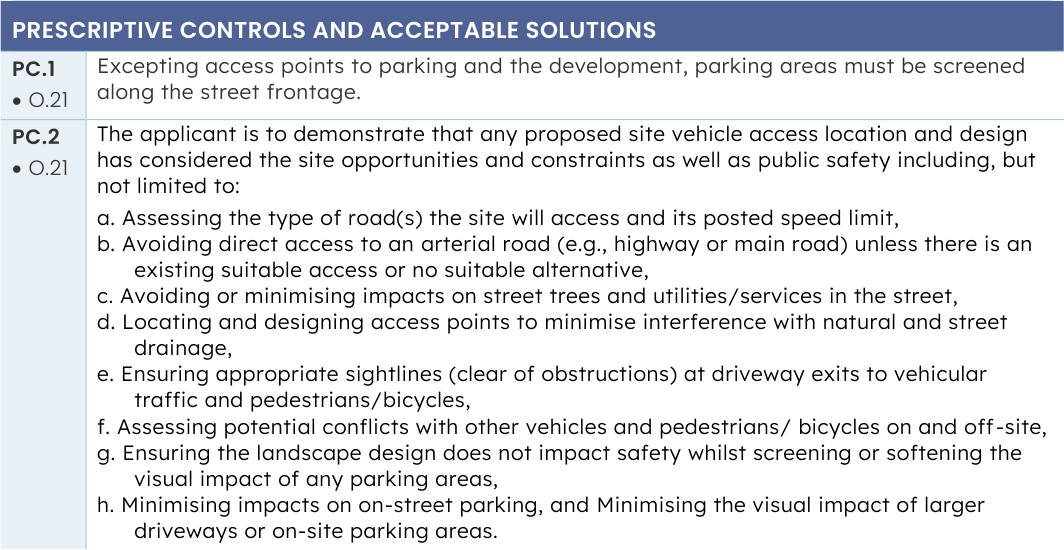 PRESCRIPTIVE CONTROLS AND ACCEPTABLE SOLUTIONS
PC.1
• O.21
Excepting access points to parking and the development, parking areas must be screened
along the street frontage.
PC.2
• O.21
The applicant is to demonstrate that any proposed site vehicle access location and design
has considered the site opportunities and constraints as well as public safety including, but
not limited to:
a. Assessing the type of road(s) the site will access and its posted speed limit,
b. Avoiding direct access to an arterial road (e.g., highway or main road) unless there is an
existing suitable access or no suitable alternative,
c. Avoiding or minimising impacts on street trees and utilities/services in the street,
d. Locating and designing access points to minimise interference with natural and street
drainage,
e. Ensuring appropriate sightlines (clear of obstructions) at driveway exits to vehicular
traffic and pedestrians/bicycles,
f. Assessing potential conflicts with other vehicles and pedestrians/ bicycles on and off-site,
g. Ensuring the landscape design does not impact safety whilst screening or softening the
visual impact of any parking areas,
h. Minimising impacts on on-street parking, and Minimising the visual impact of larger
driveways or on-site parking areas.